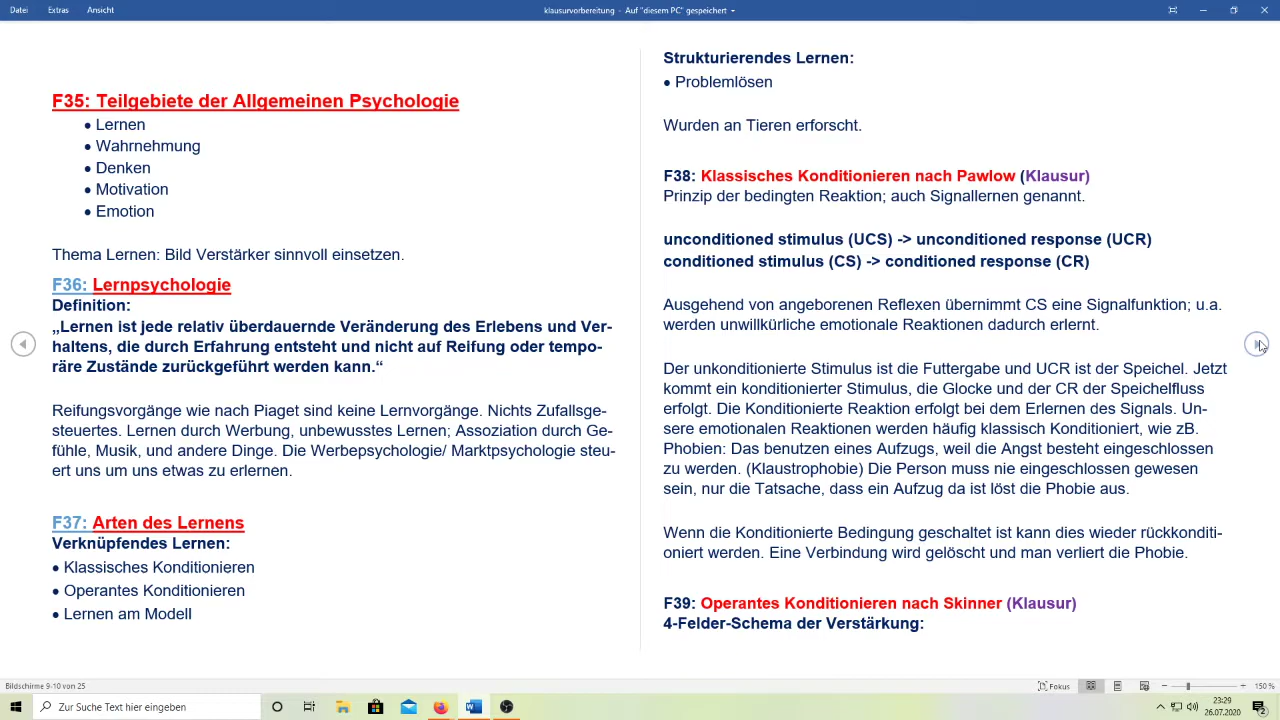 Datei Extras Ansicht
klausurvorbereitung - Auf "diesem PC" gespeichert
F35: Teilgebiete der Allgemeinen Psychologie
• Lernen
• Wahrnehmung
• Denken
• Motivation
• Emotion
Thema Lernen: Bild Verstärker sinnvoll einsetzen.
F36: Lernpsychologie
Definition:
„Lernen ist jede relativ überdauernde Veränderung des Erlebens und Ver-
haltens, die durch Erfahrung entsteht und nicht auf Reifung oder tempo-
räre Zustände zurückgeführt werden kann.“
Reifungsvorgänge wie nach Piaget sind keine Lernvorgänge. Nichts Zufallsge-
steuertes. Lernen durch Werbung, unbewusstes Lernen; Assoziation durch Ge-
fühle, Musik, und andere Dinge. Die Werbepsychologie/ Marktpsychologie steu-
ert uns um uns etwas zu erlernen.
F37: Arten des Lernens
Verknüpfendes Lernen:
• Klassisches Konditionieren
• Operantes Konditionieren
• Lernen am Modell
Strukturierendes Lernen:
• Problemlösen
Wurden an Tieren erforscht.
F38: Klassisches Konditionieren nach Pawlow (Klausur)
Prinzip der bedingten Reaktion; auch Signallernen genannt.
unconditioned stimulus (UCS) -> unconditioned response (UCR)
conditioned stimulus (CS) -> conditioned response (CR)
Ausgehend von angeborenen Reflexen übernimmt CS eine Signalfunktion; u.a.
werden unwillkürliche emotionale Reaktionen dadurch erlernt.
Der unkonditionierte Stimulus ist die Futtergabe und UCR ist der Speichel. Jetzt
kommt ein konditionierter Stimulus, die Glocke und der CR der Speichelfluss
erfolgt. Die Konditionierte Reaktion erfolgt bei dem Erlernen des Signals. Un-
sere emotionalen Reaktionen werden häufig klassisch Konditioniert, wie zB.
Phobien: Das benutzen eines Aufzugs, weil die Angst besteht eingeschlossen
zu werden. (Klaustrophobie) Die Person muss nie eingeschlossen gewesen
sein, nur die Tatsache, dass ein Aufzug da ist löst die Phobie aus.
Wenn die Konditionierte Bedingung geschaltet ist kann dies wieder rückkonditi-
oniert werden. Eine Verbindung wird gelöscht und man verliert die Phobie.
F39: Operantes Konditionieren nach Skinner (Klausur)
4-Felder-Schema der Verstärkung:
Bildschirme 9-10 von 25
Fokus
150 %
Zur Suche Text hier eingeben
23:29
26.07.2020
2